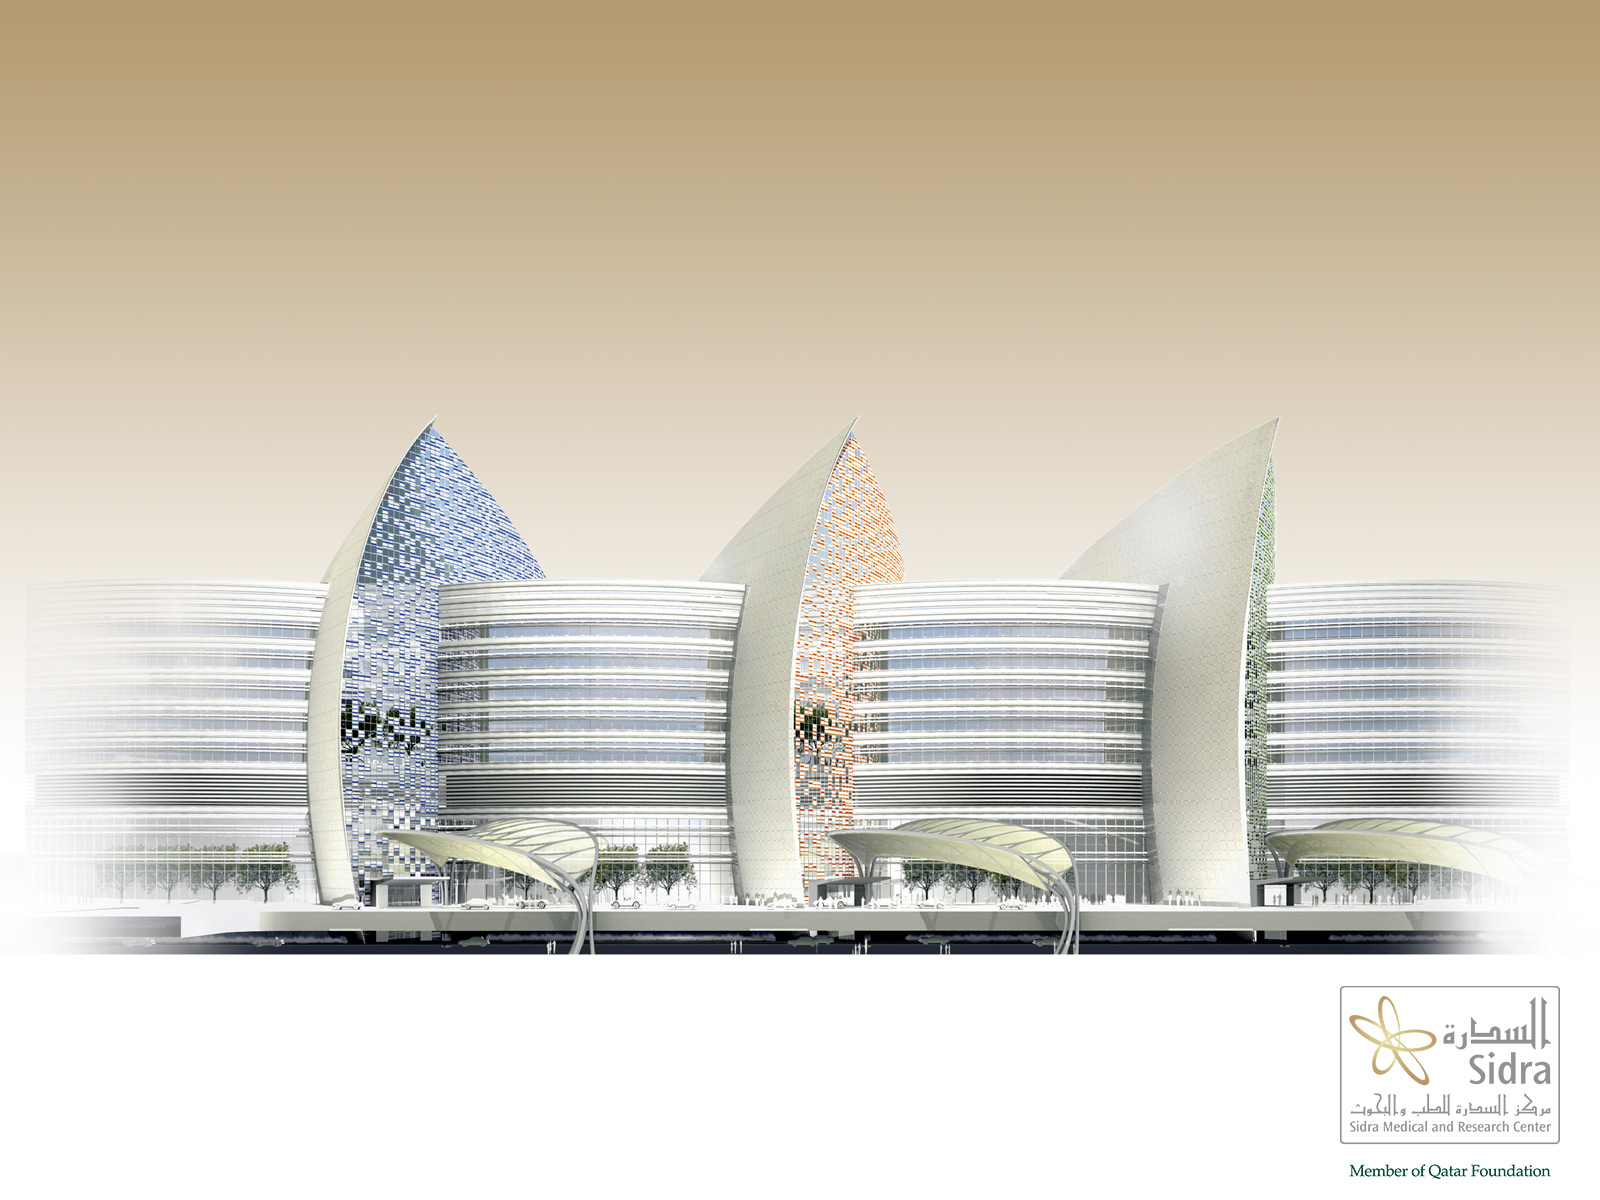 السدرة
Sidra
مركز السدرة للطب والبحوث
Sidra Medical and Research Center
Member of Qatar Foundation